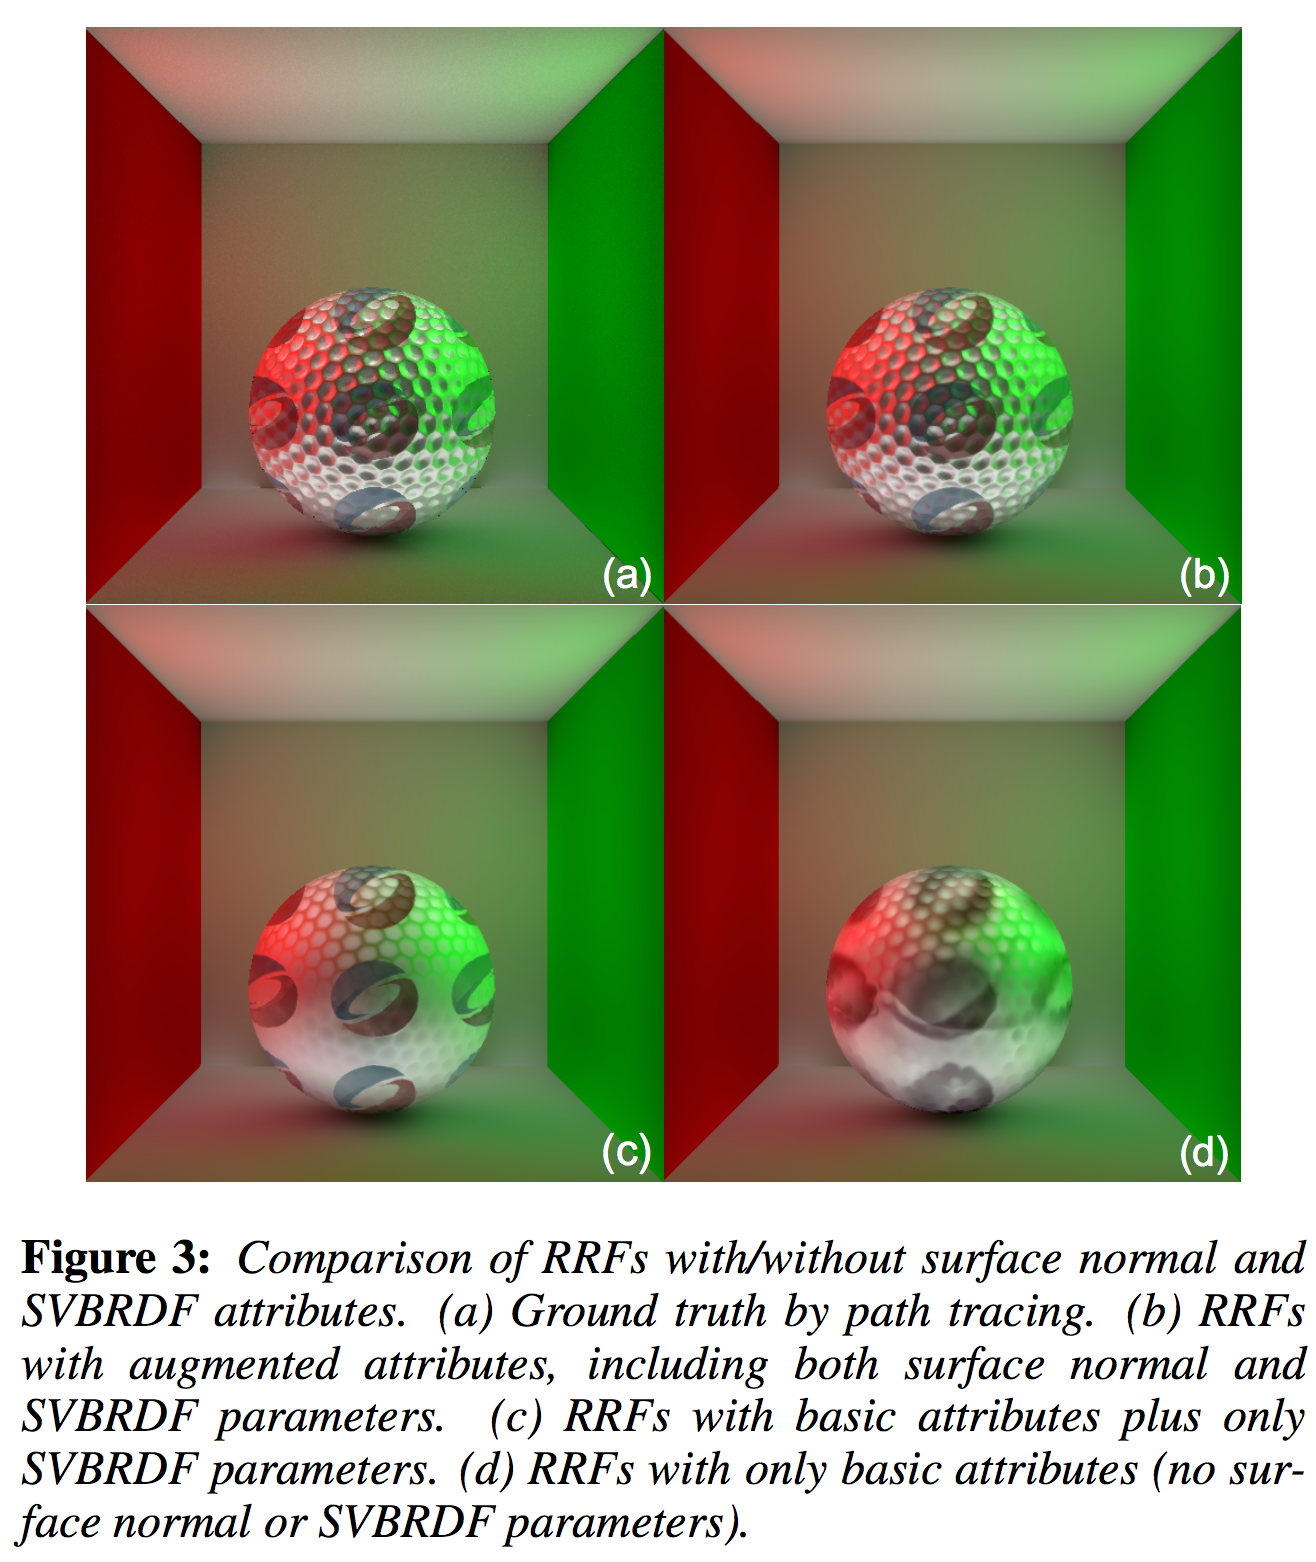 (a)
(b)
(c)
(d)
Figure 3: Comparison of RRFs with/without surface normal and
SVBRDF attributes. (a) Ground truth by path tracing. (b) RRFs
with augmented attributes, including both surface normal and
SVBRDF parameters. (c) RRFs with basic attributes plus only
SVBRDF parameters. (d) RRFs with only basic attributes (no sur-
face normal or SVBRDF parameters).